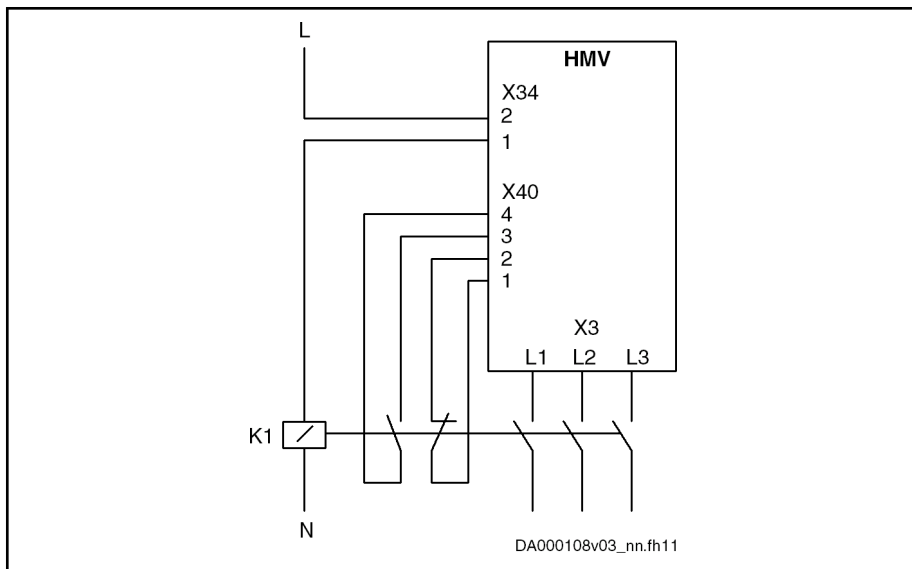 L
HMV
X34
2
1
X40
4
3
2
1
X3
L1 L2 L3
K1
N
DA000108v03_nn.fh11